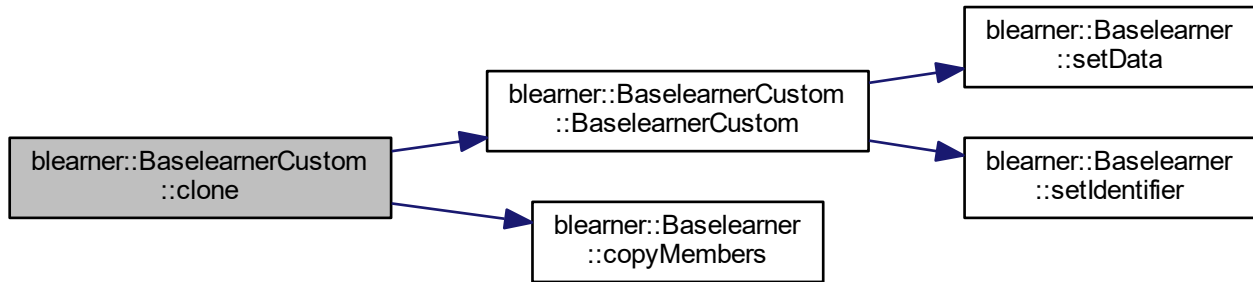 blearner::BaselearnerCustom
::clone
blearner::BaselearnerCustom
::BaselearnerCustom
blearner::Baselearner
::copyMembers
blearner::Baselearner
::setData
blearner::Baselearner
::setIdentifier